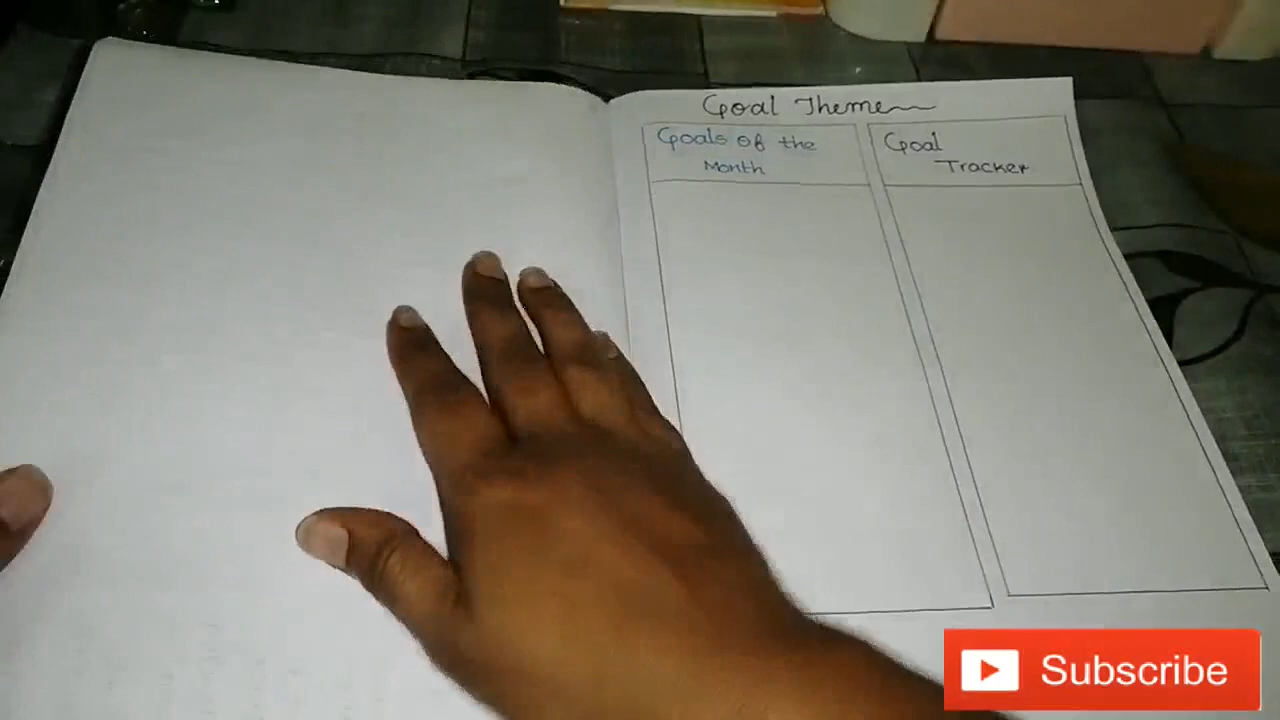 Goal Theme
Goals of the
Month
Goal
Tracker
Subscribe